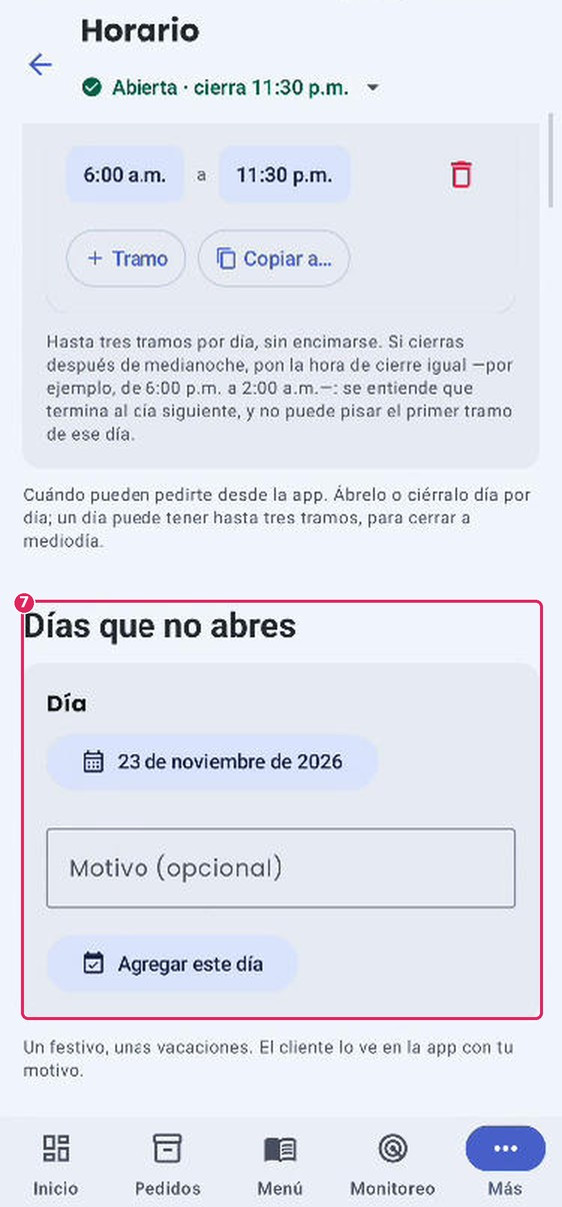 Horario
Abierta · cierra 11:30 p.m.
6:00 a.m. a 11:30 p.m.
+ Tramo Copiar a...
Hasta tres tramos por día, sin encimarse. Si cierras
después de medianoche, pon la hora de cierre igual —por
ejemplo, de 6:00 p.m. a 2:00 a.m.—: se entiende que
termina al día siguiente, y no puede pisar el primer tramo
de ese día.
Cuándo pueden pedirte desde la app. Ábrelo o ciérralo día por
día; un día puede tener hasta tres tramos, para cerrar a
mediodía.
7
Días que no abres
Día
23 de noviembre de 2026
Motivo (opcional)
Agregar este día
Un festivo, unas vacaciones. El cliente lo ve en la app con tu
motivo.
Inicio Pedidos Menú Monitoreo Más